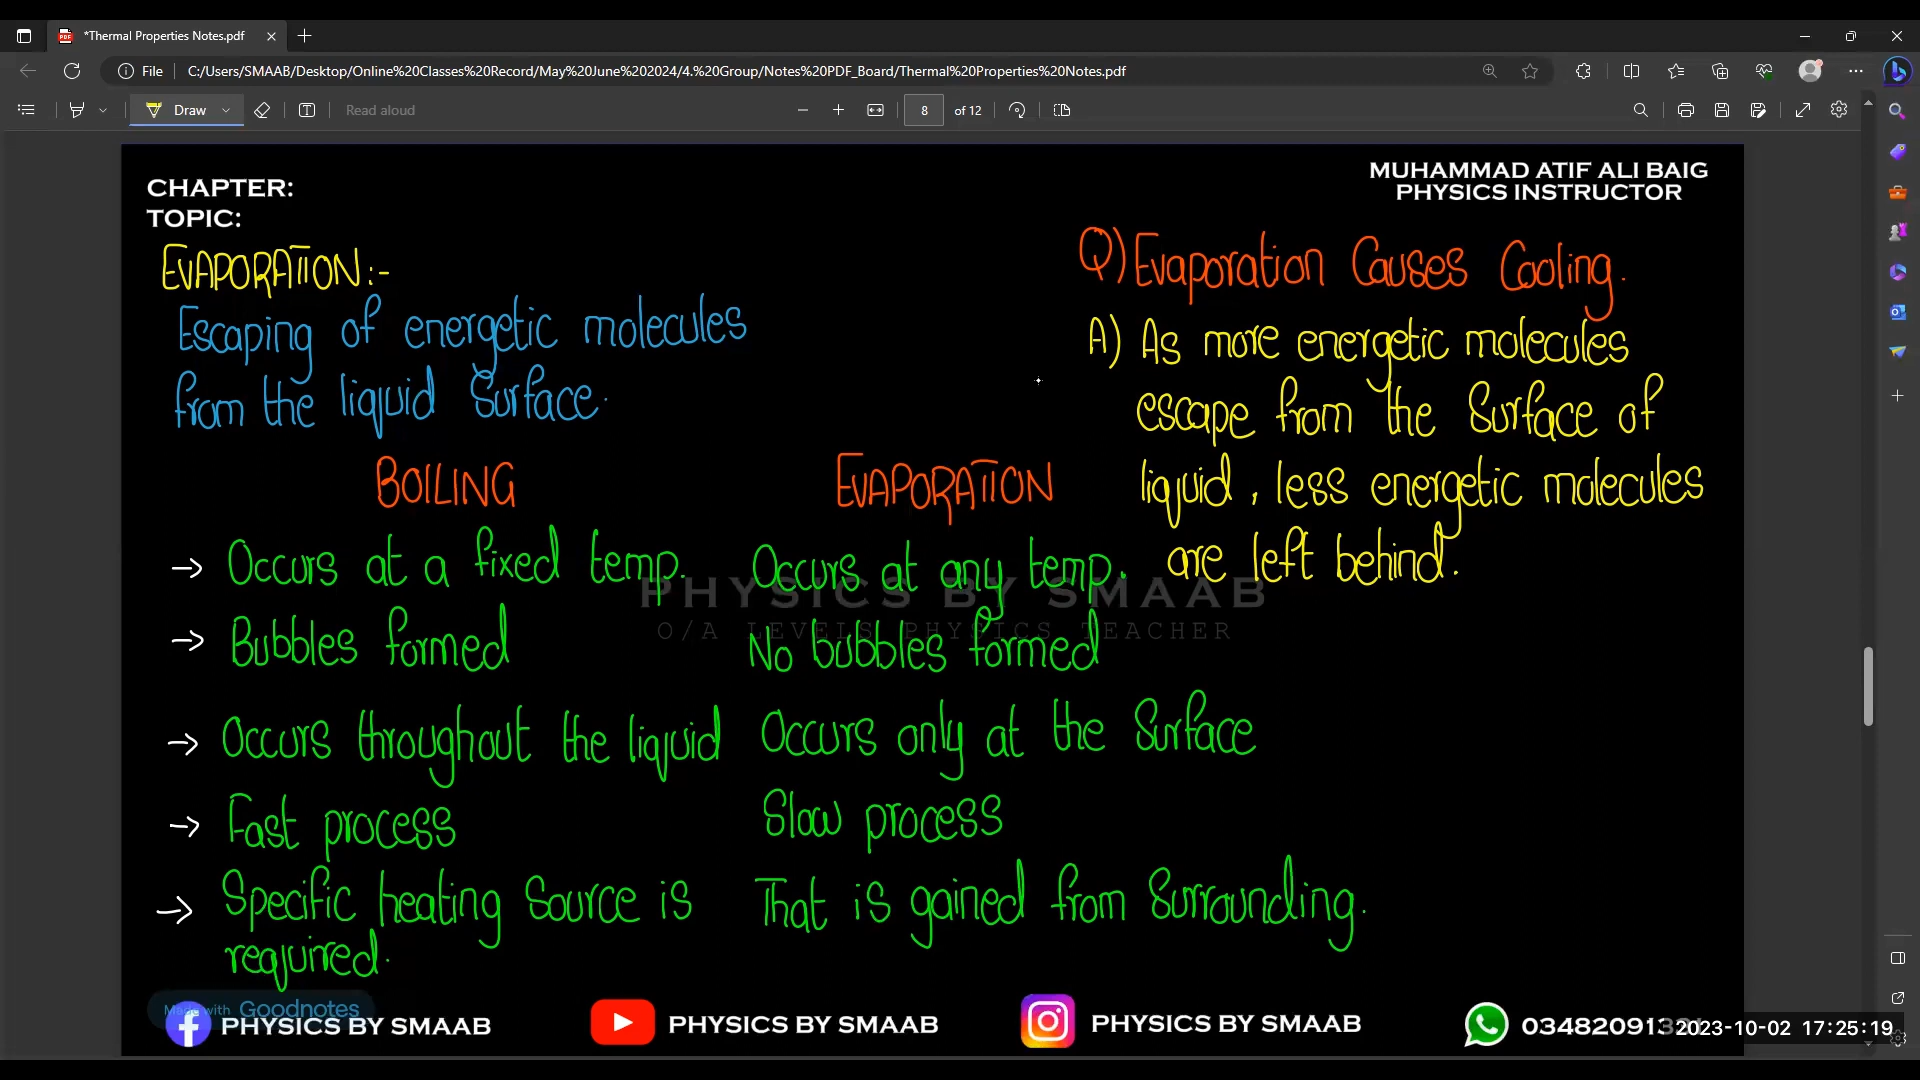 *Thermal Properties Notes.pdf
File
C:/Users/SMAAB/Desktop/Online%20Classes%20Record/May%20June%202024/4.%20Group/Notes%20PDF_Board/Thermal%20Properties%20Notes.pdf
Draw
Read aloud
8 of 12
CHAPTER:
TOPIC:
MUHAMMAD ATIF ALI BAIG
PHYSICS INSTRUCTOR
EVAPORATION:-
Escaping of energetic molecules
from the liquid Surface.
Q) Evaporation Causes Cooling.
A) As more energetic molecules
escape from the Surface of
liquid, less energetic molecules
are left behind.
BOILING EVAPORATION
→ Occurs at a fixed temp. Occurs at any temp.
PHYSICS BY SMAAB
O/A LEVELS PHYSICS TEACHER
→ Bubbles formed No bubbles formed
→ Occurs throughout the liquid Occurs only at the Surface
→ Fast process Slow process
→ Specific heating Source is That is gained from Surrounding.
required.
Made with Goodnotes
PHYSICS BY SMAAB PHYSICS BY SMAAB PHYSICS BY SMAAB
2023-10-02 17:25:19